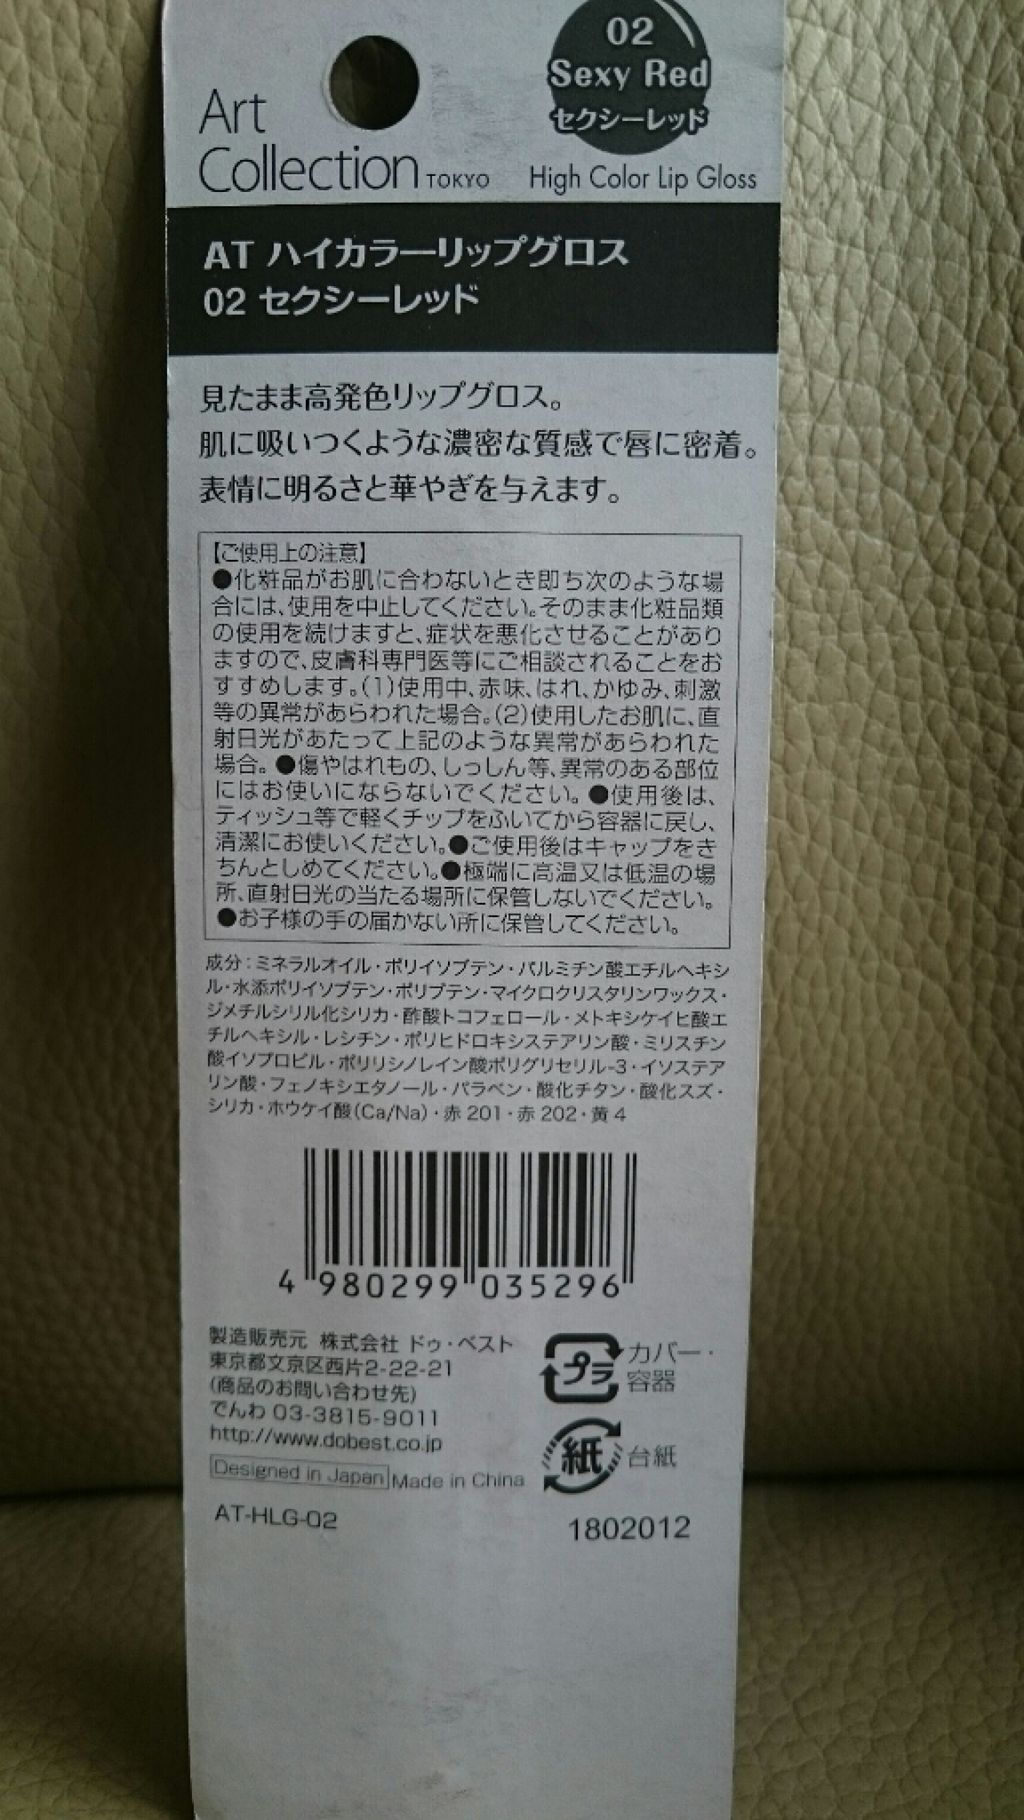 02
Sexy Red
セクシーレッド
Art
Collection TOKYO
High Color Lip Gloss
AT ハイカラーリップグロス
02 セクシーレッド
見たまま高発色リップグロス。
肌に吸いつくような濃密な質感で唇に密着。
表情に明るさと華やぎを与えます。
【ご使用上の注意】
●化粧品がお肌に合わないとき即ち次のような場
合には、使用を中止してください。そのまま化粧品類
の使用を続けますと、症状を悪化させることがあり
ますので、皮膚科専門医等にご相談されることをお
すすめします。(1)使用中、赤味、はれ、かゆみ、刺激
等の異常があらわれた場合。(2)使用したお肌に、直
射日光があたって上記のような異常があらわれた
場合。●傷やはれもの、しっしん等、異常のある部位
にはお使いにならないでください。●使用後は、
ティッシュ等で軽くチップをふいてから容器に戻し、
清潔にお使いください。●ご使用後はキャップをき
ちんとしめてください。●極端に高温又は低温の場
所、直射日光の当たる場所に保管しないでください。
●お子様の手の届かない所に保管してください。
成分：ミネラルオイル・ポリイソブテン・パルミチン酸エチルヘキシ
ル・水添ポリイソブテン・ポリブテン・マイクロクリスタリンワックス・
ジメチルシリル化シリカ・酢酸トコフェロール・メトキシケイヒ酸エ
チルヘキシル・レシチン・ポリヒドロキシステアリン酸・ミリスチン
酸イソプロピル・ポリリシノレイン酸ポリグリセリル-3・イソステア
リン酸・フェノキシエタノール・パラベン・酸化チタン・酸化スズ・
シリカ・ホウケイ酸(Ca/Na)・赤 201・赤 202・黄 4
4 980299 035296
製造販売元 株式会社 ドゥ・ベスト
東京都文京区西片2-22-21
(商品のお問い合わせ先)
でんわ 03-3815-9011
http://www.dobest.co.jp
Designed in Japan Made in China
AT-HLG-02
プラ カバー・
容器
紙 台紙
1802012